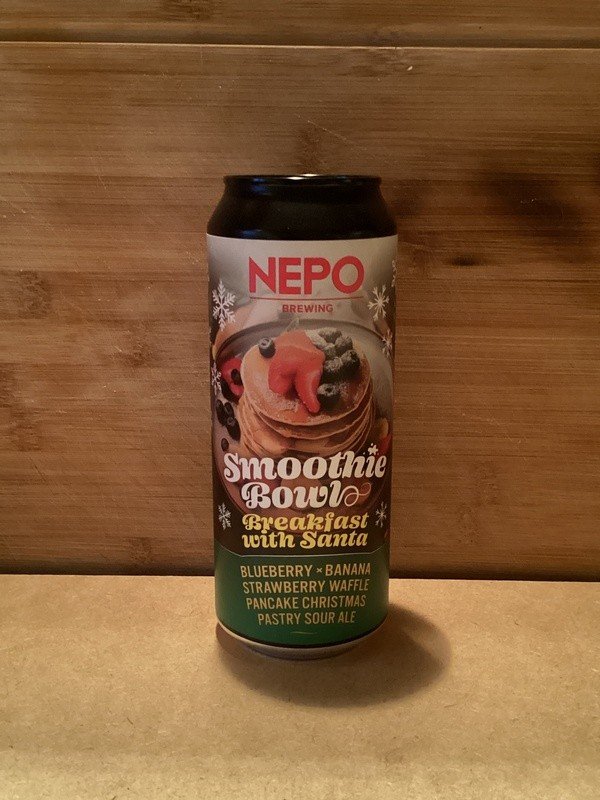 NEPO
BREWING
Smoothie
Bowl
Breakfast
with Santa
BLUEBERRY × BANANA
STRAWBERRY WAFFLE
PANCAKE CHRISTMAS
PASTRY SOUR ALE